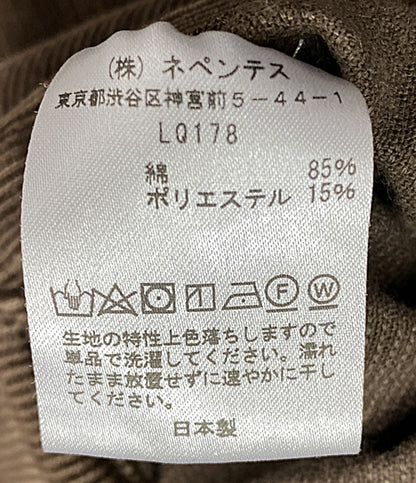 (株) ネペンテス
東京都渋谷区神宮前5-44-1
LQ178
綿 85%
ポリエステル 15%
F W
生地の特性上色落ちしますので
単品で洗濯してください。濡れ
たまま放置せずに速やかに干し
てください。
日本製